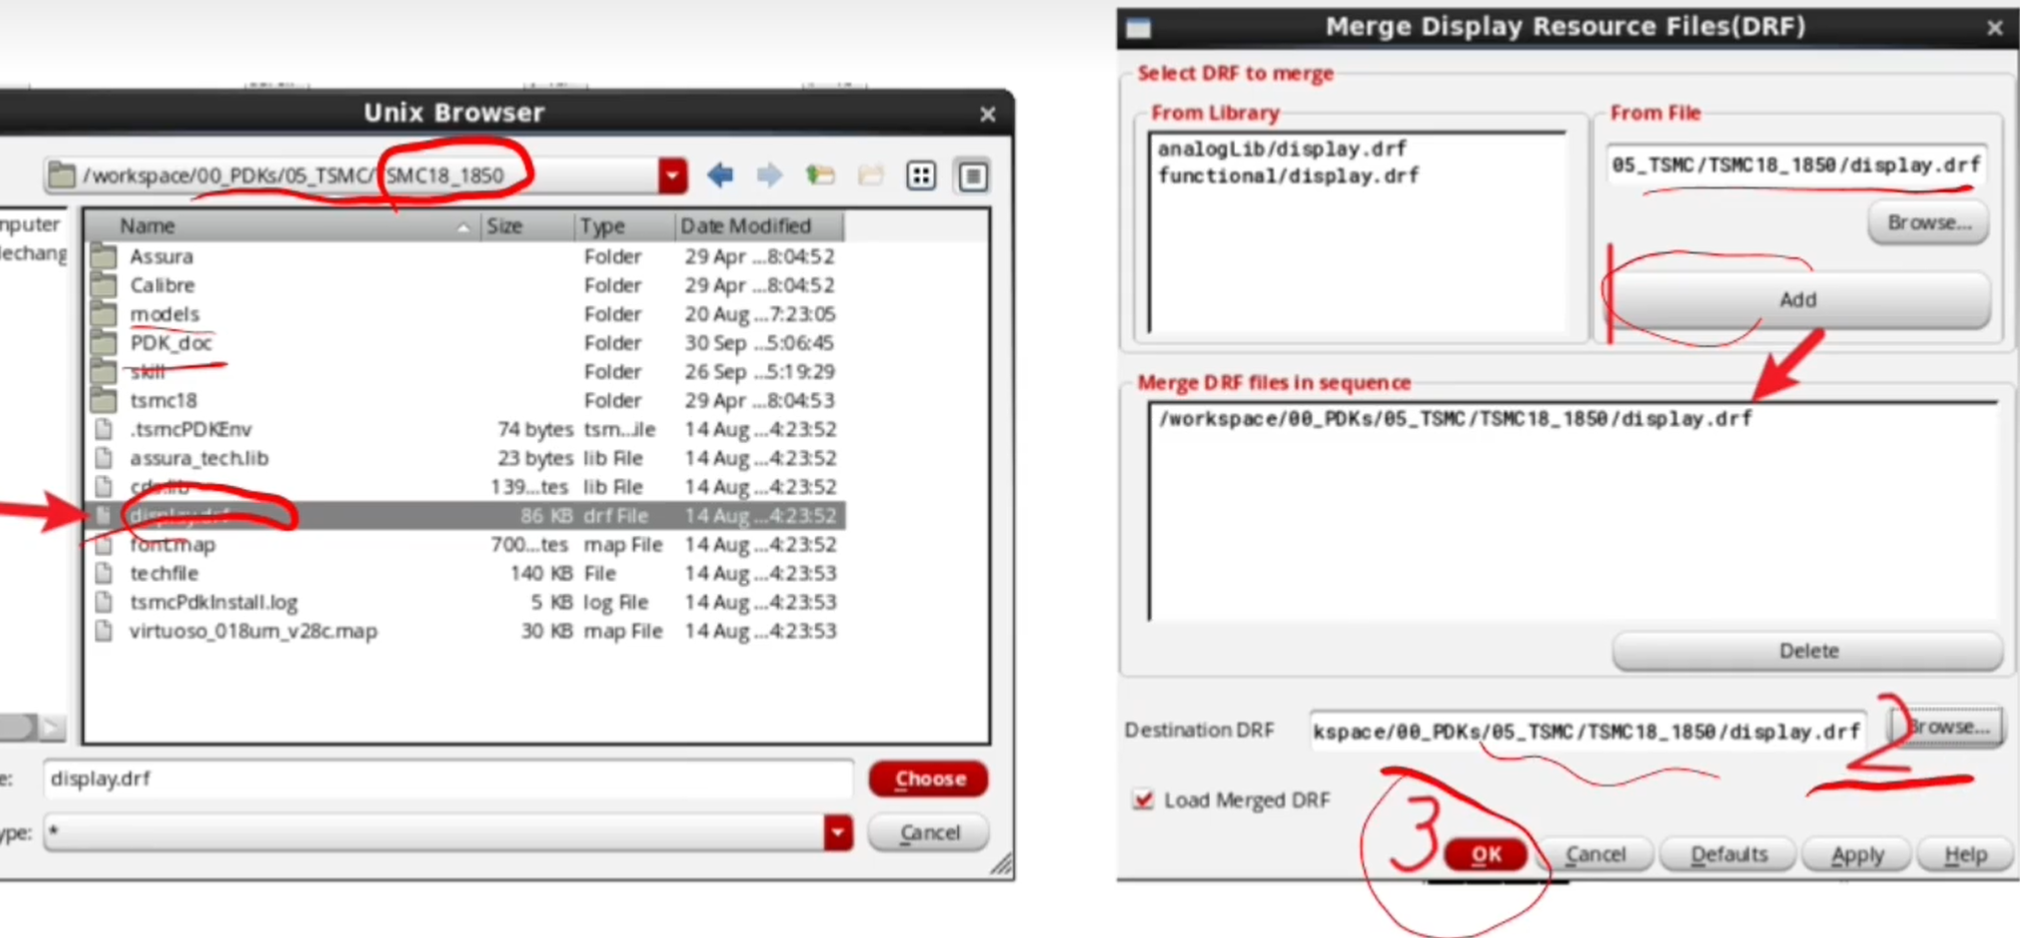 Unix Browser
/workspace/00_PDKs/05_TSMC/TSMC18_1850
mputer
lechang
Name Size Type Date Modified
Assura Folder 29 Apr ...8:04:52
Calibre Folder 29 Apr ...8:04:52
models Folder 20 Aug ...7:23:05
PDK_doc Folder 30 Sep ...5:06:45
skill Folder 26 Sep ...5:19:29
tsmc18 Folder 29 Apr ...8:04:53
.tsmcPDKEnv 74 bytes tsm...ile 14 Aug ...4:23:52
assura_tech.lib 23 bytes lib File 14 Aug ...4:23:52
cds.lib 139...tes lib File 14 Aug ...4:23:52
display.drf 86 KB drf File 14 Aug ...4:23:52
font.map 700...tes map File 14 Aug ...4:23:52
techfile 140 KB File 14 Aug ...4:23:53
tsmcPdkInstall.log 5 KB log File 14 Aug ...4:23:53
virtuoso_018um_v28c.map 30 KB map File 14 Aug ...4:23:53
e: display.drf Choose
ype: * Cancel
Merge Display Resource Files(DRF)
Select DRF to merge
From Library
analogLib/display.drf
functional/display.drf
From File
05_TSMC/TSMC18_1850/display.drf
Browse...
Add
Merge DRF files in sequence
/workspace/00_PDKs/05_TSMC/TSMC18_1850/display.drf
Delete
Destination DRF kspace/00_PDKs/05_TSMC/TSMC18_1850/display.drf Browse...
2
Load Merged DRF
3
OK Cancel Defaults Apply Help